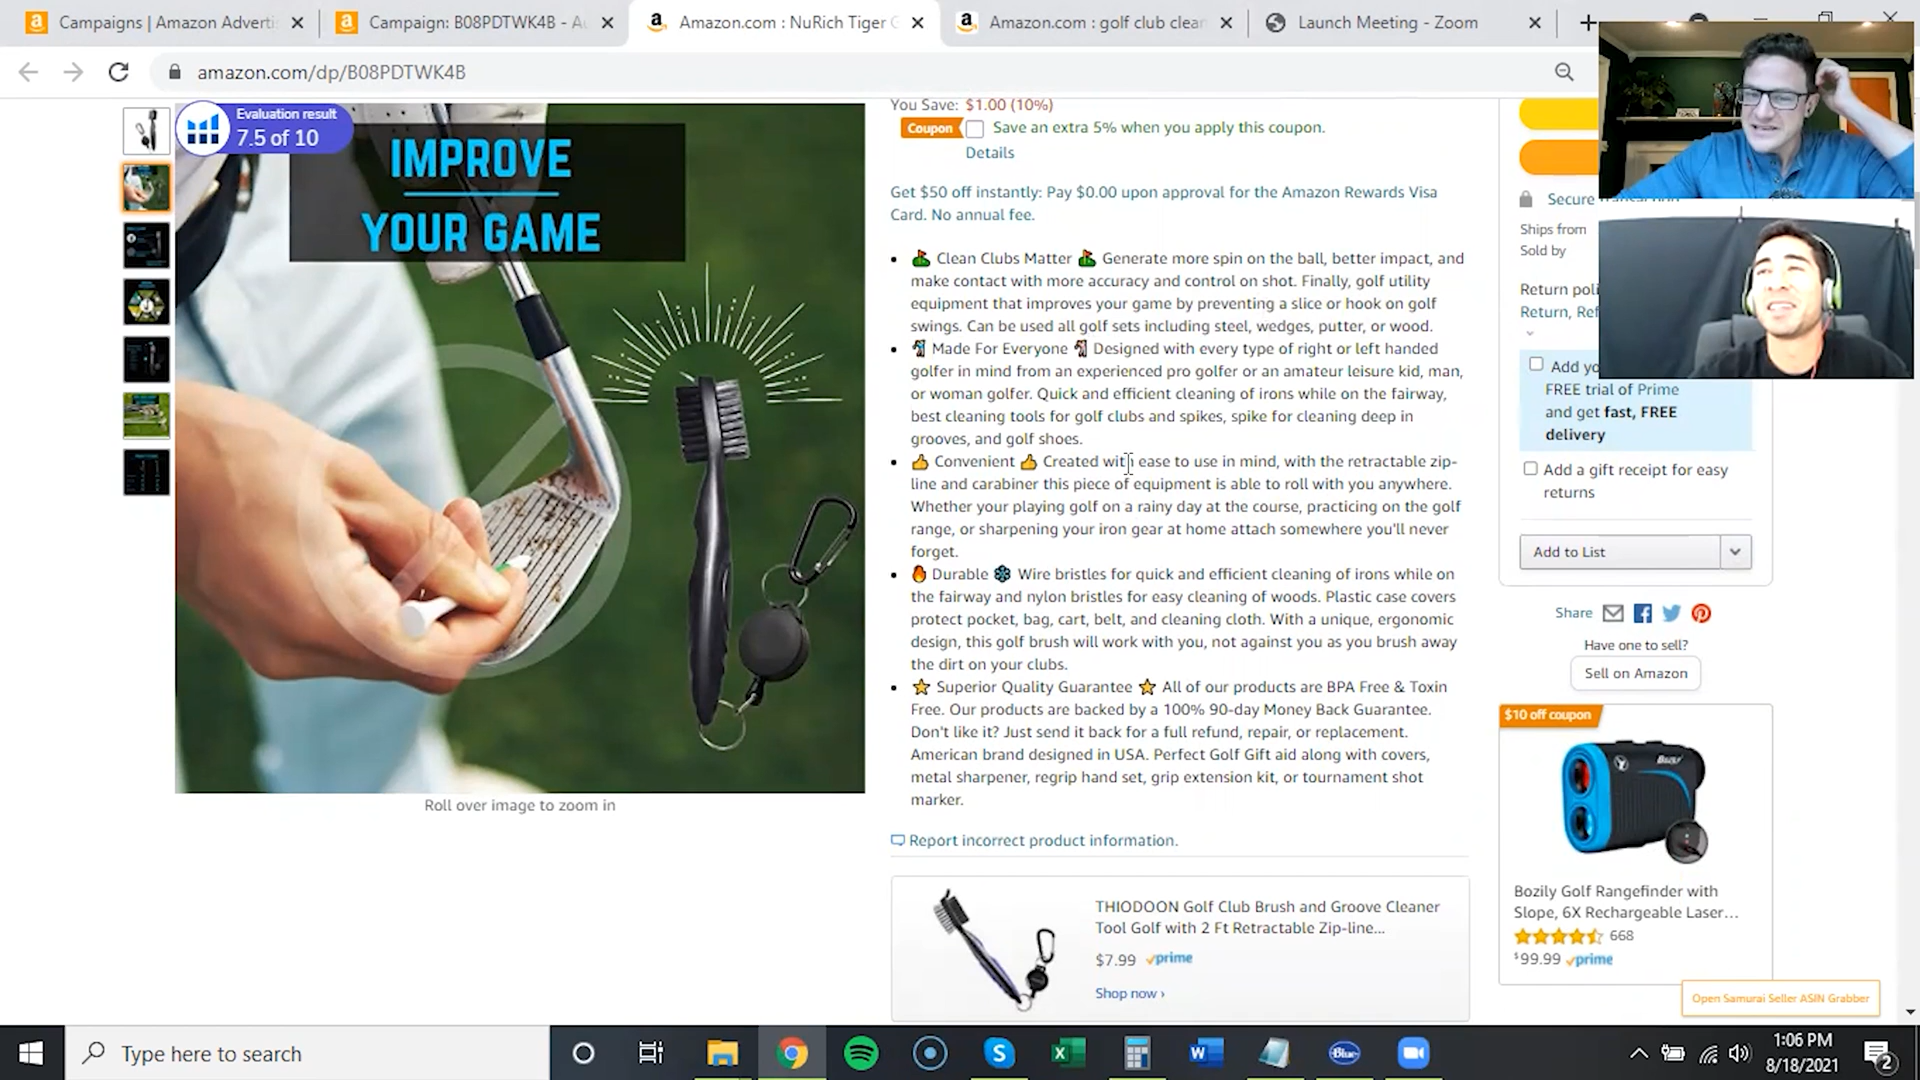 Campaigns | Amazon Adverti
Campaign: B08PDTWK4B - Au
Amazon.com : NuRich Tiger G
Amazon.com : golf club clean
Launch Meeting - Zoom
amazon.com/dp/B08PDTWK4B
Evaluation result
7.5 of 10
IMPROVE
YOUR GAME
Roll over image to zoom in
You Save: $1.00 (10%)
Coupon Save an extra 5% when you apply this coupon.
Details
Get $50 off instantly: Pay $0.00 upon approval for the Amazon Rewards Visa
Card. No annual fee.
Clean Clubs Matter Generate more spin on the ball, better impact, and
make contact with more accuracy and control on shot. Finally, golf utility
equipment that improves your game by preventing a slice or hook on golf
swings. Can be used all golf sets including steel, wedges, putter, or wood.
Made For Everyone Designed with every type of right or left handed
golfer in mind from an experienced pro golfer or an amateur leisure kid, man,
or woman golfer. Quick and efficient cleaning of irons while on the fairway,
best cleaning tools for golf clubs and spikes, spike for cleaning deep in
grooves, and golf shoes.
Convenient Created with ease to use in mind, with the retractable zip-
line and carabiner this piece of equipment is able to roll with you anywhere.
Whether your playing golf on a rainy day at the course, practicing on the golf
range, or sharpening your iron gear at home attach somewhere you'll never
forget.
Durable Wire bristles for quick and efficient cleaning of irons while on
the fairway and nylon bristles for easy cleaning of woods. Plastic case covers
protect pocket, bag, cart, belt, and cleaning cloth. With a unique, ergonomic
design, this golf brush will work with you, not against you as you brush away
the dirt on your clubs.
Superior Quality Guarantee All of our products are BPA Free & Toxin
Free. Our products are backed by a 100% 90-day Money Back Guarantee.
Don't like it? Just send it back for a full refund, repair, or replacement.
American brand designed in USA. Perfect Golf Gift aid along with covers,
metal sharpener, regrip hand set, grip extension kit, or tournament shot
marker.
Report incorrect product information.
THIODOON Golf Club Brush and Groove Cleaner
Tool Golf with 2 Ft Retractable Zip-line...
$7.99 prime
Shop now ›
Secure transaction
Ships from
Sold by
Return poli
Return, Ref
Add yo
FREE trial of Prime
and get fast, FREE
delivery
Add a gift receipt for easy
returns
Add to List
Share
Have one to sell?
Sell on Amazon
$10 off coupon
Bozily Golf Rangefinder with
Slope, 6X Rechargeable Laser...
668
$99.99 prime
Open Samurai Seller ASIN Grabber
Type here to search
Blue
1:06 PM
8/18/2021
2